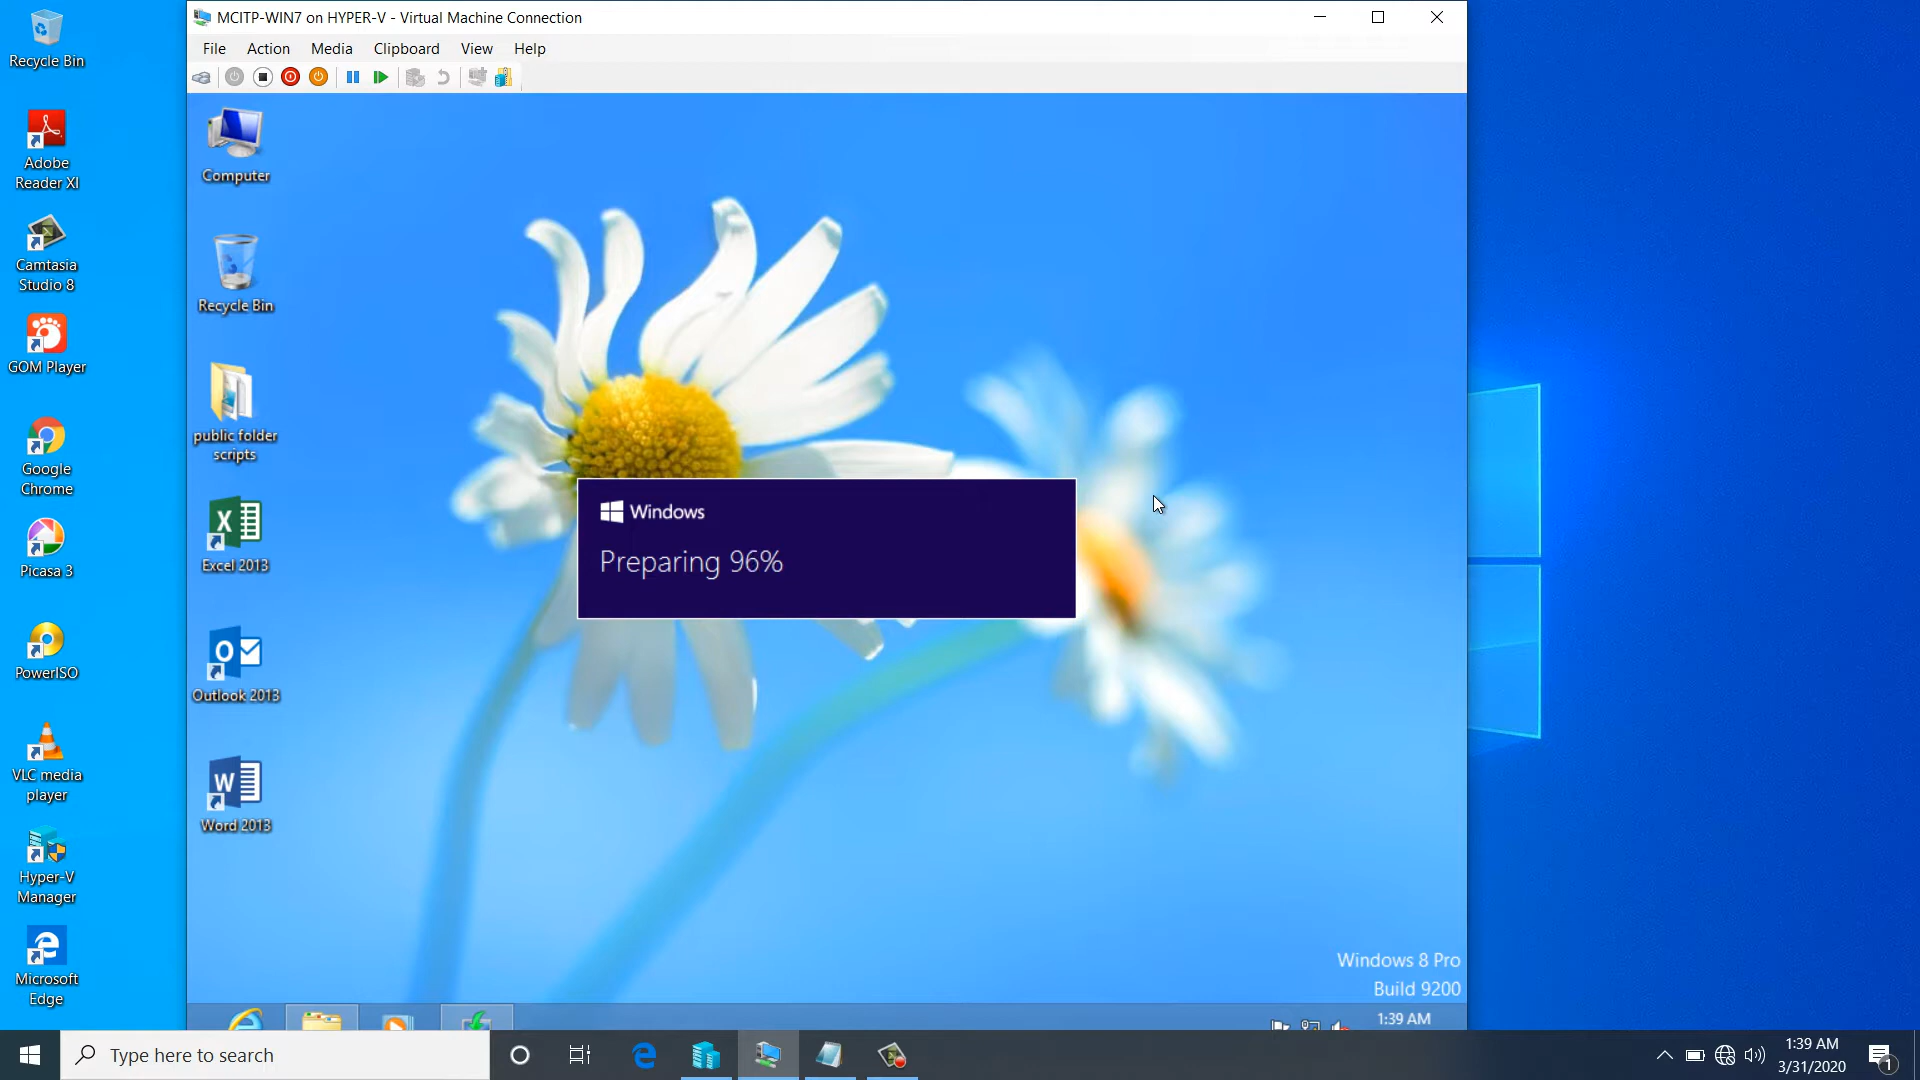 MCITP-WIN7 on HYPER-V - Virtual Machine Connection
File Action Media Clipboard View Help
Recycle Bin
Adobe
Reader XI
Camtasia
Studio 8
GOM Player
Google
Chrome
Picasa 3
PowerISO
VLC media
player
Hyper-V
Manager
Microsoft
Edge
Computer
Recycle Bin
public folder
scripts
Excel 2013
Outlook 2013
Word 2013
Windows
Preparing 96%
Windows 8 Pro
Build 9200
1:39 AM
Type here to search
1:39 AM
3/31/2020
1